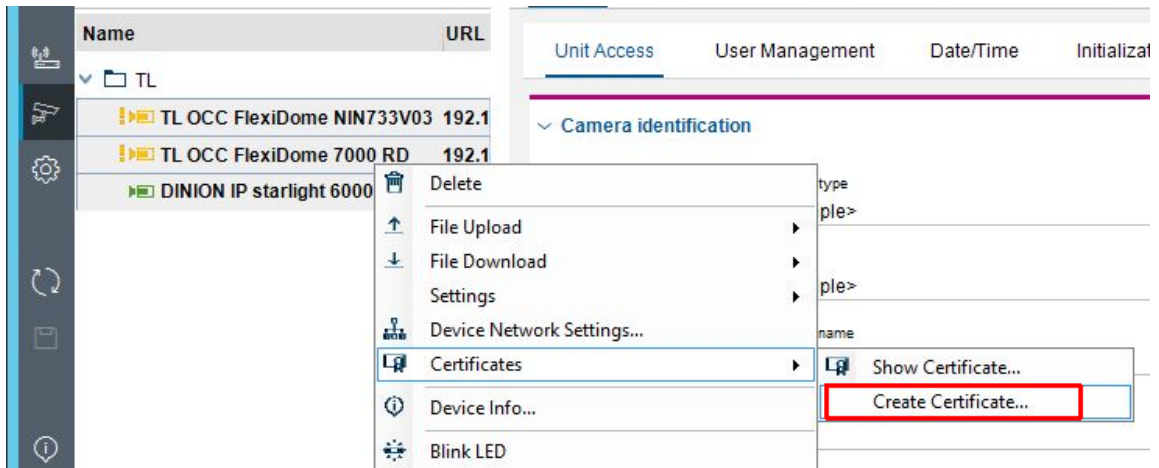 Name
URL
TL
TL OCC FlexiDome NIN733V03 192.1
TL OCC FlexiDome 7000 RD 192.1
DINION IP starlight 6000
Unit Access
User Management
Date/Time
Initializat
Camera identification
type
ple>
ple>
name
Delete
File Upload
File Download
Settings
Device Network Settings...
Certificates
Device Info...
Blink LED
Show Certificate...
Create Certificate...